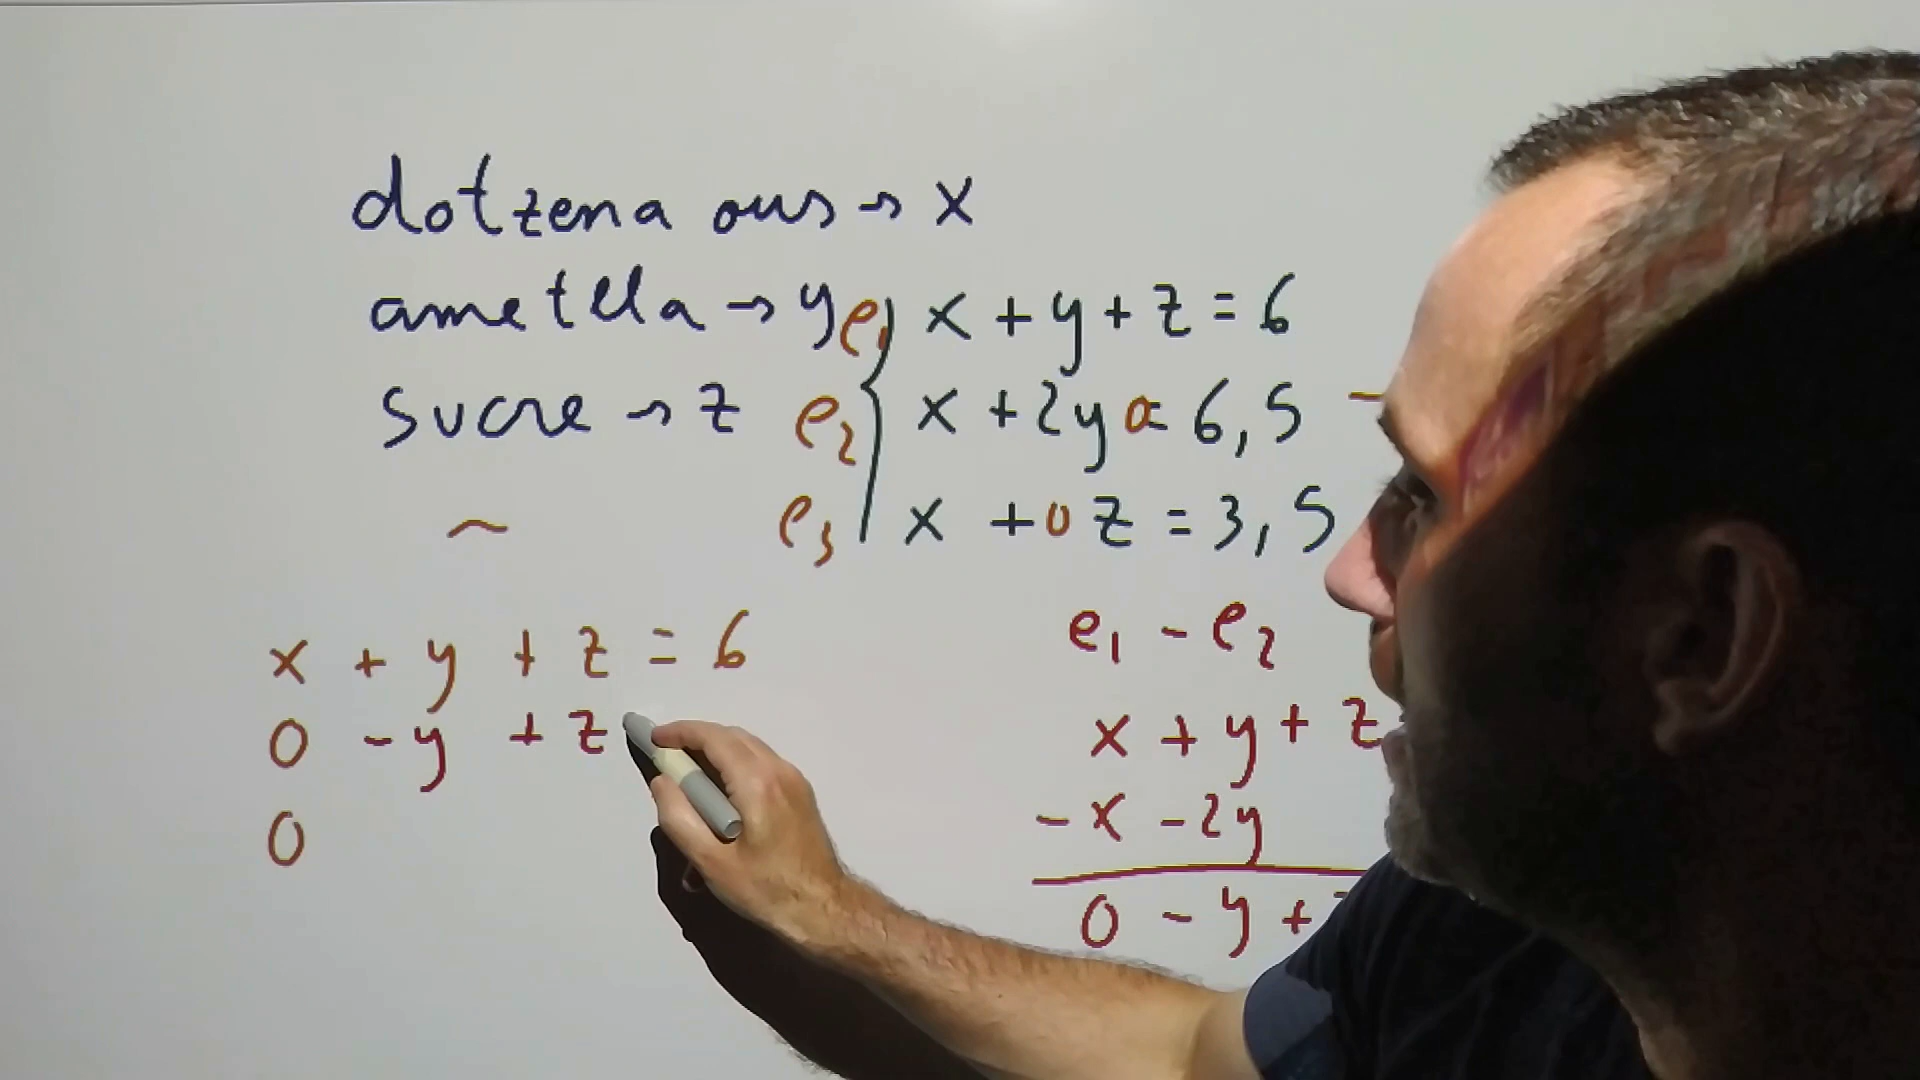 dotzena ous → x
ametlla → y
sucre → z
e1 x + y + z = 6
e2 x + 2y = 6,5
e3 x + 0 z = 3,5
~
x + y + z = 6
0 - y + z
0
e1 - e2
x + y + z
- x - 2y
0 - y +